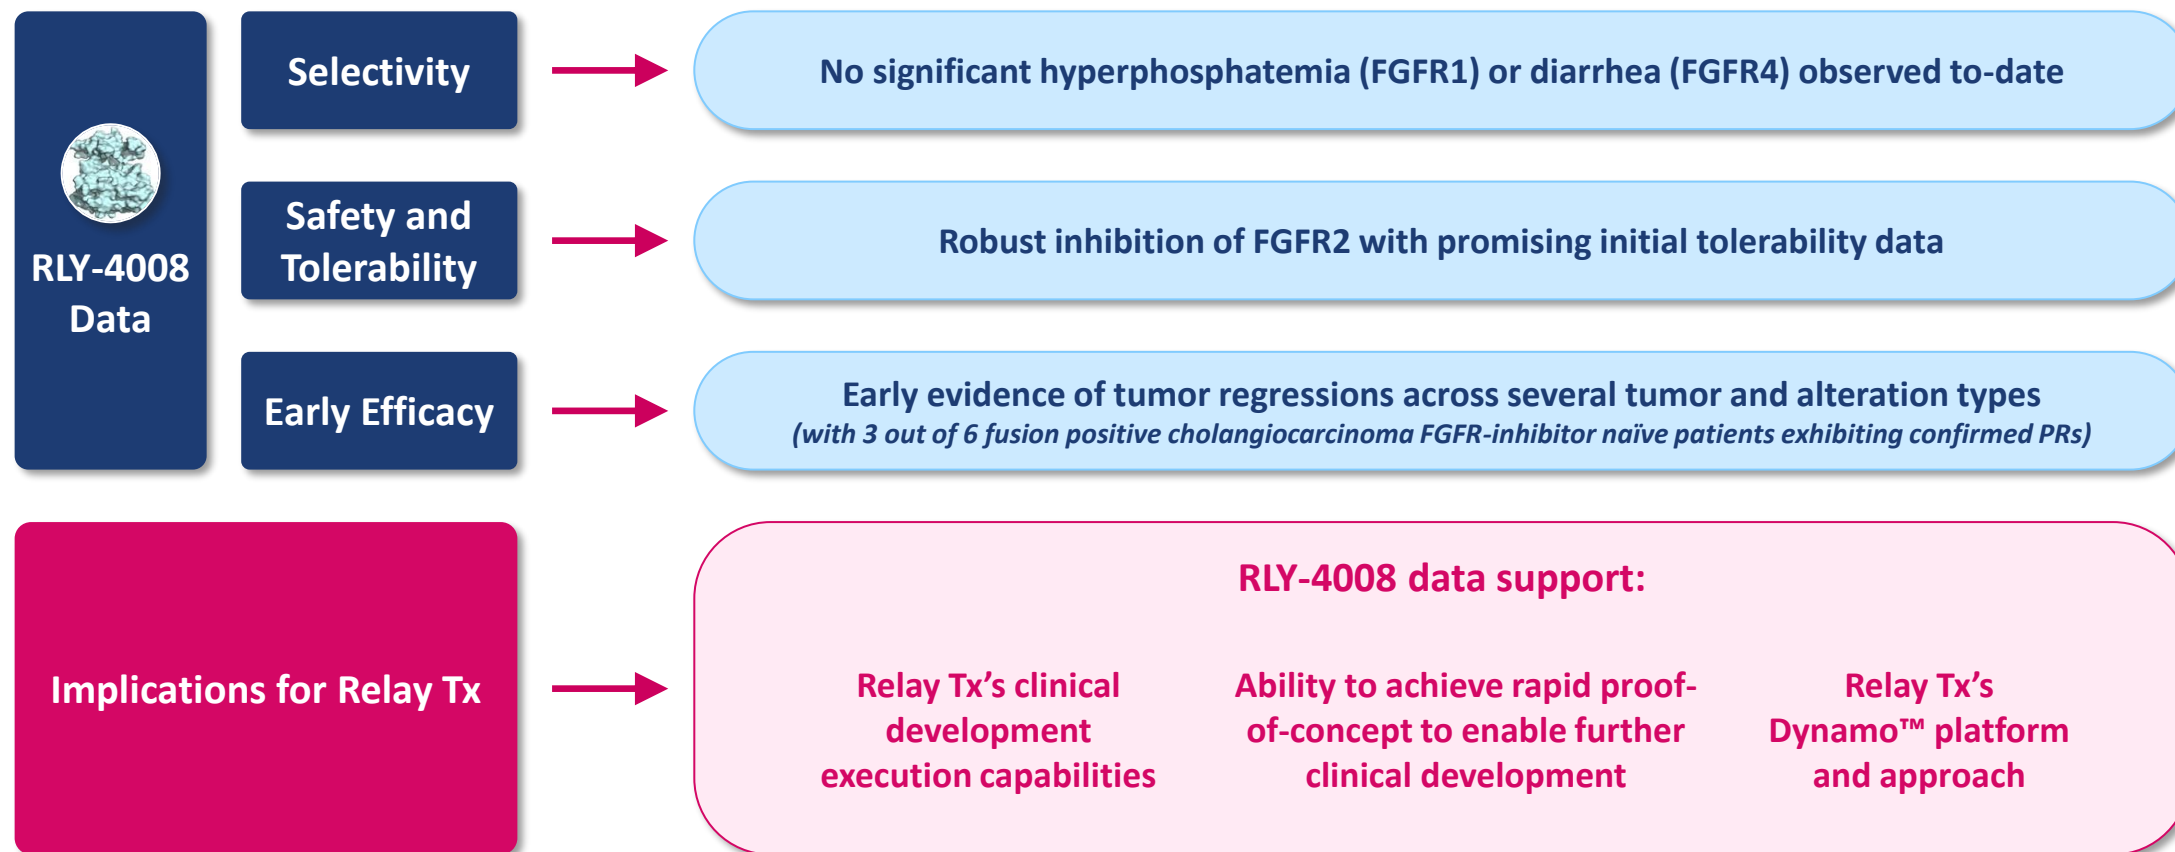 RLY-4008
Data
Selectivity
No significant hyperphosphatemia (FGFR1) or diarrhea (FGFR4) observed to-date
Safety and
Tolerability
Robust inhibition of FGFR2 with promising initial tolerability data
Early Efficacy
Early evidence of tumor regressions across several tumor and alteration types
(with 3 out of 6 fusion positive cholangiocarcinoma FGFR-inhibitor naïve patients exhibiting confirmed PRs)
Implications for Relay Tx
RLY-4008 data support:
Relay Tx’s clinical
development
execution capabilities
Ability to achieve rapid proof-
of-concept to enable further
clinical development
Relay Tx’s
Dynamo™ platform
and approach